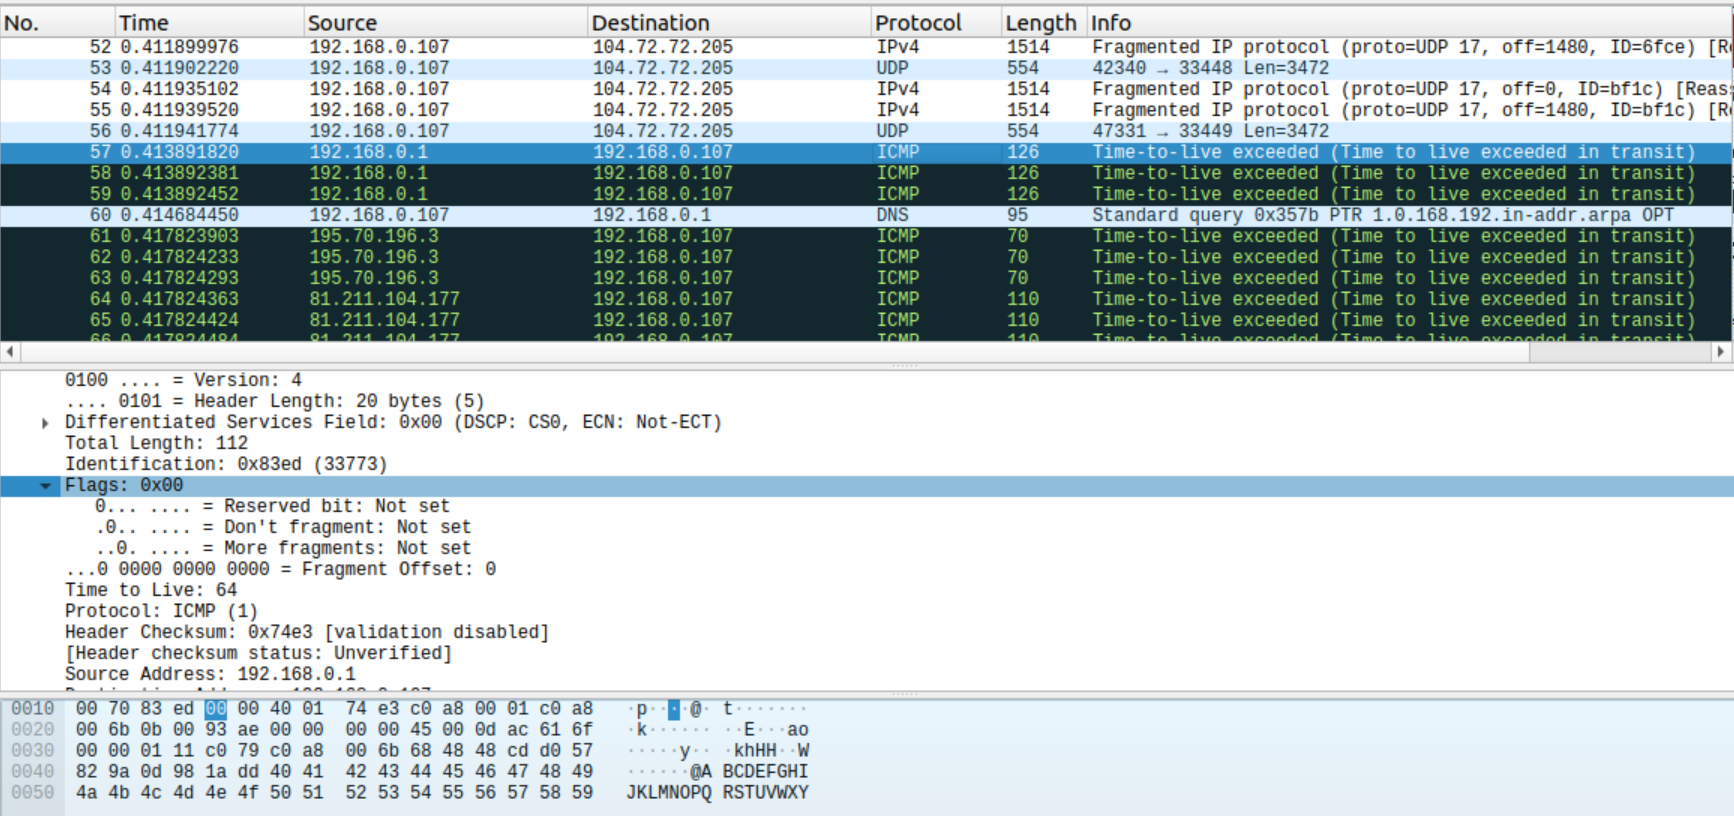 No. Time Source Destination Protocol Length Info
52 0.411899976 192.168.0.107 104.72.72.205 IPv4 1514 Fragmented IP protocol (proto=UDP 17, off=1480, ID=6fce) [R
53 0.411902220 192.168.0.107 104.72.72.205 UDP 554 42340 → 33448 Len=3472
54 0.411935102 192.168.0.107 104.72.72.205 IPv4 1514 Fragmented IP protocol (proto=UDP 17, off=0, ID=bf1c) [Reas
55 0.411939520 192.168.0.107 104.72.72.205 IPv4 1514 Fragmented IP protocol (proto=UDP 17, off=1480, ID=bf1c) [R
56 0.411941774 192.168.0.107 104.72.72.205 UDP 554 47331 → 33449 Len=3472
57 0.413891820 192.168.0.1 192.168.0.107 ICMP 126 Time-to-live exceeded (Time to live exceeded in transit)
58 0.413892381 192.168.0.1 192.168.0.107 ICMP 126 Time-to-live exceeded (Time to live exceeded in transit)
59 0.413892452 192.168.0.1 192.168.0.107 ICMP 126 Time-to-live exceeded (Time to live exceeded in transit)
60 0.414684450 192.168.0.107 192.168.0.1 DNS 95 Standard query 0x357b PTR 1.0.168.192.in-addr.arpa OPT
61 0.417823903 195.70.196.3 192.168.0.107 ICMP 70 Time-to-live exceeded (Time to live exceeded in transit)
62 0.417824233 195.70.196.3 192.168.0.107 ICMP 70 Time-to-live exceeded (Time to live exceeded in transit)
63 0.417824293 195.70.196.3 192.168.0.107 ICMP 70 Time-to-live exceeded (Time to live exceeded in transit)
64 0.417824363 81.211.104.177 192.168.0.107 ICMP 110 Time-to-live exceeded (Time to live exceeded in transit)
65 0.417824424 81.211.104.177 192.168.0.107 ICMP 110 Time-to-live exceeded (Time to live exceeded in transit)
66 0.417824484 81.211.104.177 192.168.0.107 ICMP 110 Time-to-live exceeded (Time to live exceeded in transit)
0100 .... = Version: 4
.... 0101 = Header Length: 20 bytes (5)
Differentiated Services Field: 0x00 (DSCP: CS0, ECN: Not-ECT)
Total Length: 112
Identification: 0x83ed (33773)
Flags: 0x00
0... .... = Reserved bit: Not set
.0.. .... = Don't fragment: Not set
..0. .... = More fragments: Not set
...0 0000 0000 0000 = Fragment Offset: 0
Time to Live: 64
Protocol: ICMP (1)
Header Checksum: 0x74e3 [validation disabled]
[Header checksum status: Unverified]
Source Address: 192.168.0.1
0010 00 70 83 ed 00 00 40 01 74 e3 c0 a8 00 01 c0 a8 ·p····@· t·······
0020 00 6b 0b 00 93 ae 00 00 00 00 45 00 0d ac 61 6f ·k······ ··E···ao
0030 00 00 01 11 c0 79 c0 a8 00 6b 68 48 48 cd d0 57 ·····y·· ·khHH··W
0040 82 9a 0d 98 1a dd 40 41 42 43 44 45 46 47 48 49 ······@A BCDEFGHI
0050 4a 4b 4c 4d 4e 4f 50 51 52 53 54 55 56 57 58 59 JKLMNOPQ RSTUVWXY